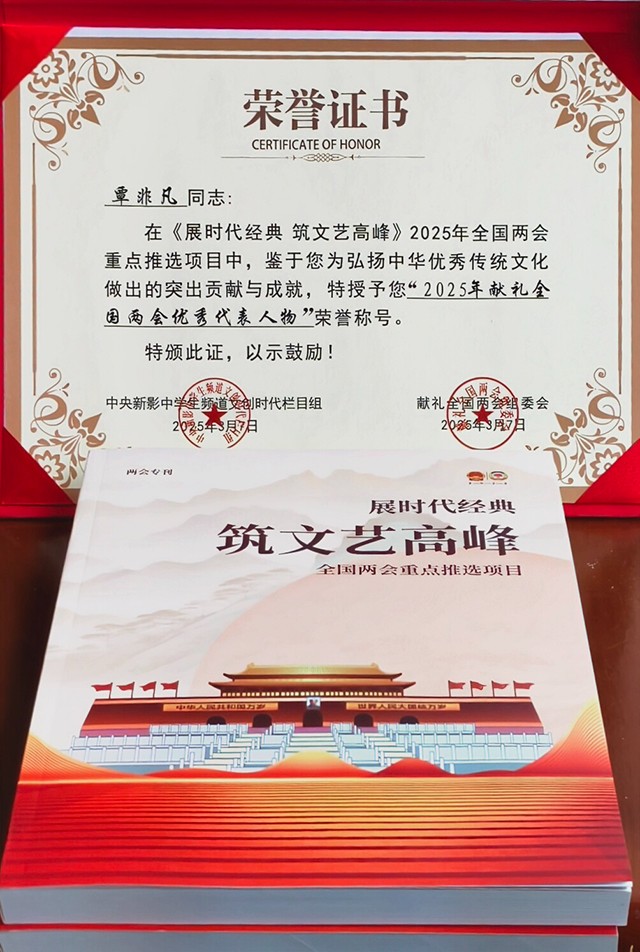 荣誉证书
CERTIFICATE OF HONOR
覃非凡 同志:
在《展时代经典 筑文艺高峰》2025年全国两会
重点推选项目中，鉴于您为弘扬中华优秀传统文化
做出的突出贡献与成就，特授予您“2025年献礼全
国两会优秀代表人物”荣誉称号。
特颁此证，以示鼓励！
中央新影中学生频道文创时代栏目组
2025年3月7日
献礼全国两会组委会
2025年3月17日
两会专刊
展时代经典
筑文艺高峰
全国两会重点推选项目
中华人民共和国万岁
世界人民大团结万岁